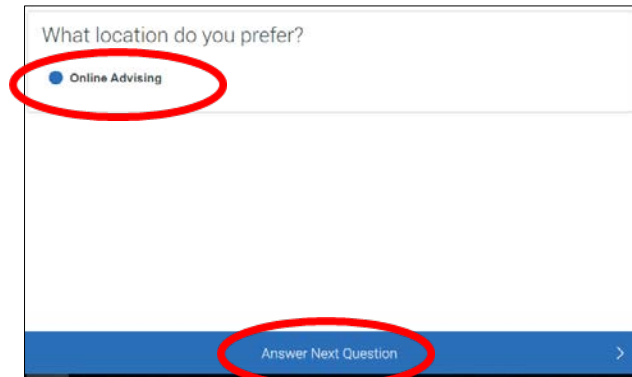 What location do you prefer?
Online Advising
Answer Next Question